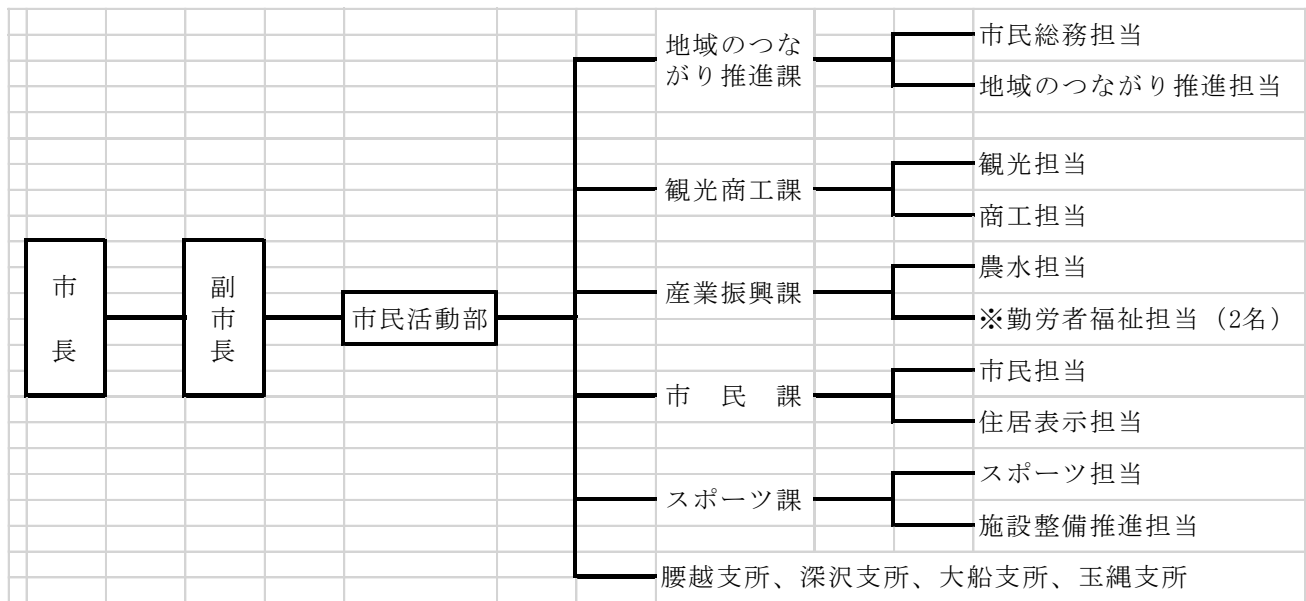 市長
副市長
市民活動部
地域のつな
がり推進課
市民総務担当
地域のつながり推進担当
観光商工課
観光担当
商工担当
産業振興課
農水担当
※勤労者福祉担当（2名）
市　民　課
市民担当
住居表示担当
スポーツ課
スポーツ担当
施設整備推進担当
腰越支所、深沢支所、大船支所、玉縄支所